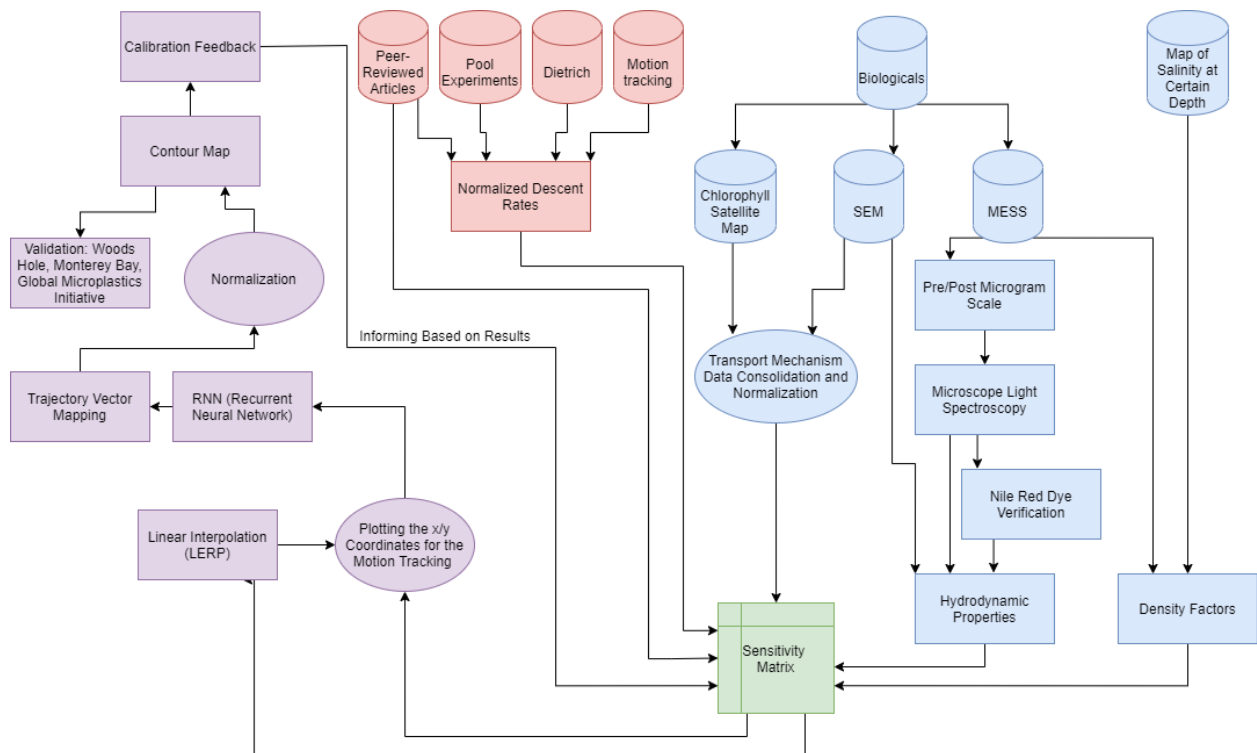 Calibration Feedback
Peer-
Reviewed
Articles
Pool
Experiments
Dietrich
Motion
tracking
Biologicals
Map of
Salinity at
Certain
Depth
Contour Map
Normalized Descent
Rates
Chlorophyll
Satellite
Map
SEM
MESS
Validation: Woods
Hole, Monterey Bay,
Global Microplastics
Initiative
Normalization
Pre/Post Microgram
Scale
Informing Based on Results
Transport Mechanism
Data Consolidation and
Normalization
Trajectory Vector
Mapping
RNN (Recurrent
Neural Network)
Microscope Light
Spectroscopy
Nile Red Dye
Verification
Linear Interpolation
(LERP)
Plotting the x/y
Coordinates for the
Motion Tracking
Hydrodynamic
Properties
Density Factors
Sensitivity
Matrix